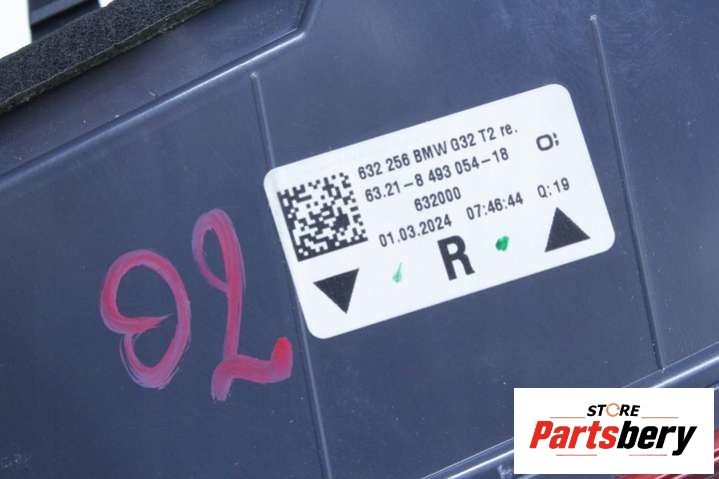 632 256 BMW G32 T2 re.
63.21-8 493 054-18
632000
01.03.2024 07:46:44 Q:19
R
STORE
Partsbery